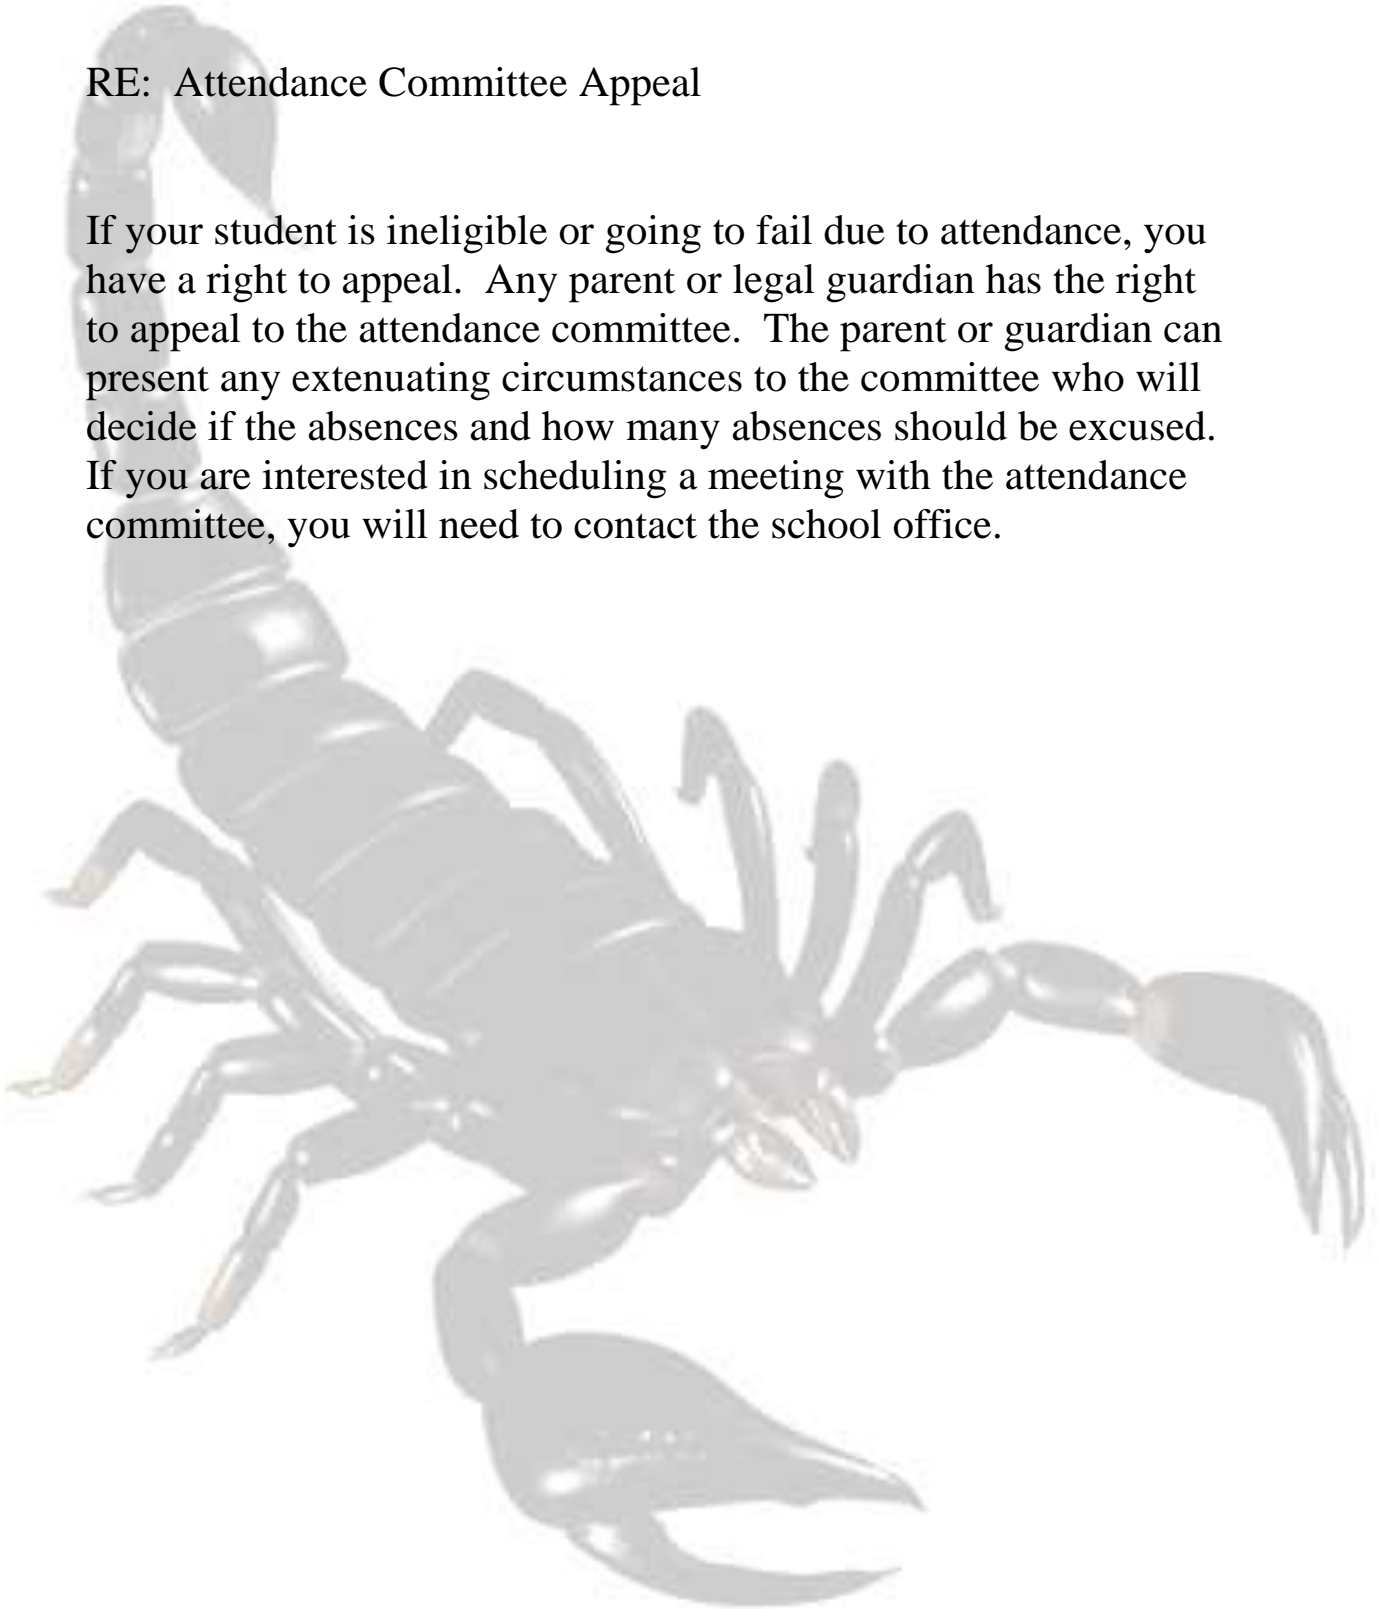 RE:  Attendance Committee Appeal
If your student is ineligible or going to fail due to attendance, you
have a right to appeal.  Any parent or legal guardian has the right
to appeal to the attendance committee.  The parent or guardian can
present any extenuating circumstances to the committee who will
decide if the absences and how many absences should be excused.
If you are interested in scheduling a meeting with the attendance
committee, you will need to contact the school office.